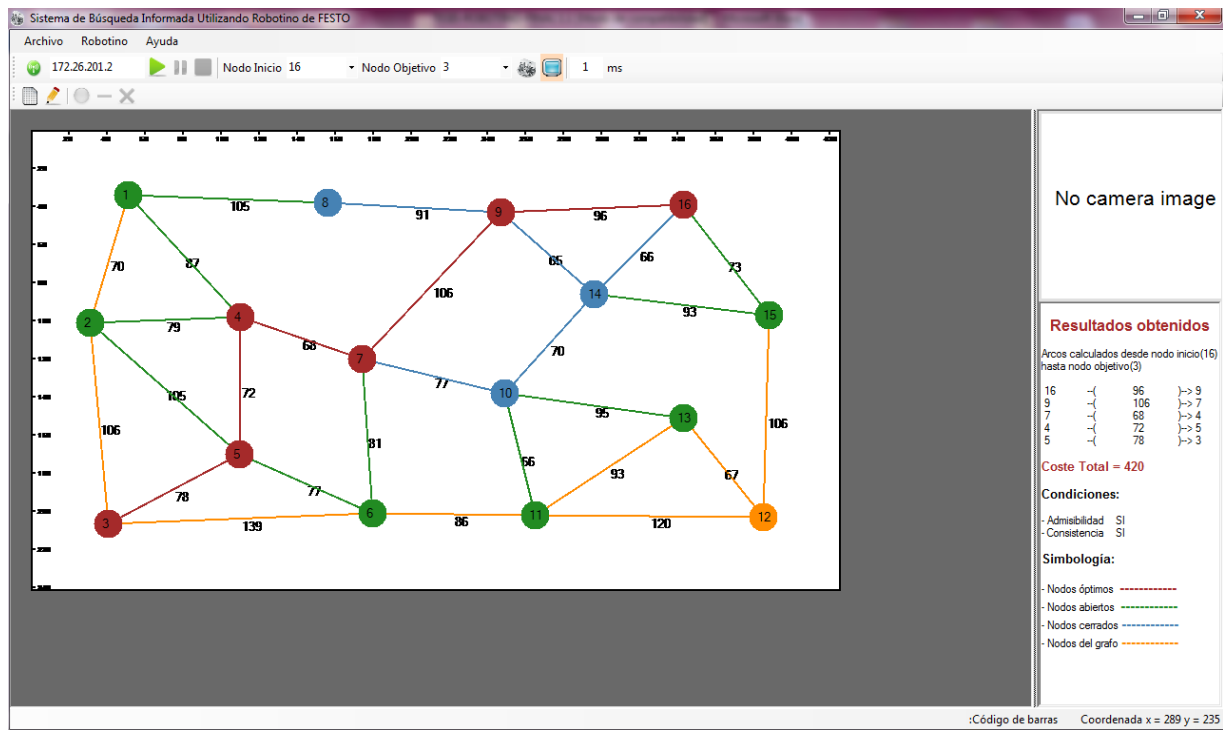 Sistema de Búsqueda Informada Utilizando Robotino de FESTO
Archivo Robotino Ayuda
172.26.201.2 Nodo Inicio 16 Nodo Objetivo 3 1 ms
1
105
8
91
9
96
16
70
87
65
66
73
106
14
93
15
2
79
4
68
7
70
77
10
105
72
95
13
106
106
81
5
66
93
67
78
77
3
139
6
86
11
120
12
No camera image
Resultados obtenidos
Arcos calculados desde nodo inicio(16)
hasta nodo objetivo(3)
16 --( 96 )--> 9
9 --( 106 )--> 7
7 --( 68 )--> 4
4 --( 72 )--> 5
5 --( 78 )--> 3
Coste Total = 420
Condiciones:
- Admisibilidad SI
- Consistencia SI
Simbología:
- Nodos óptimos ------------
- Nodos abiertos ------------
- Nodos cerrados ------------
- Nodos del grafo ------------
:Código de barras Coordenada x = 289 y = 235